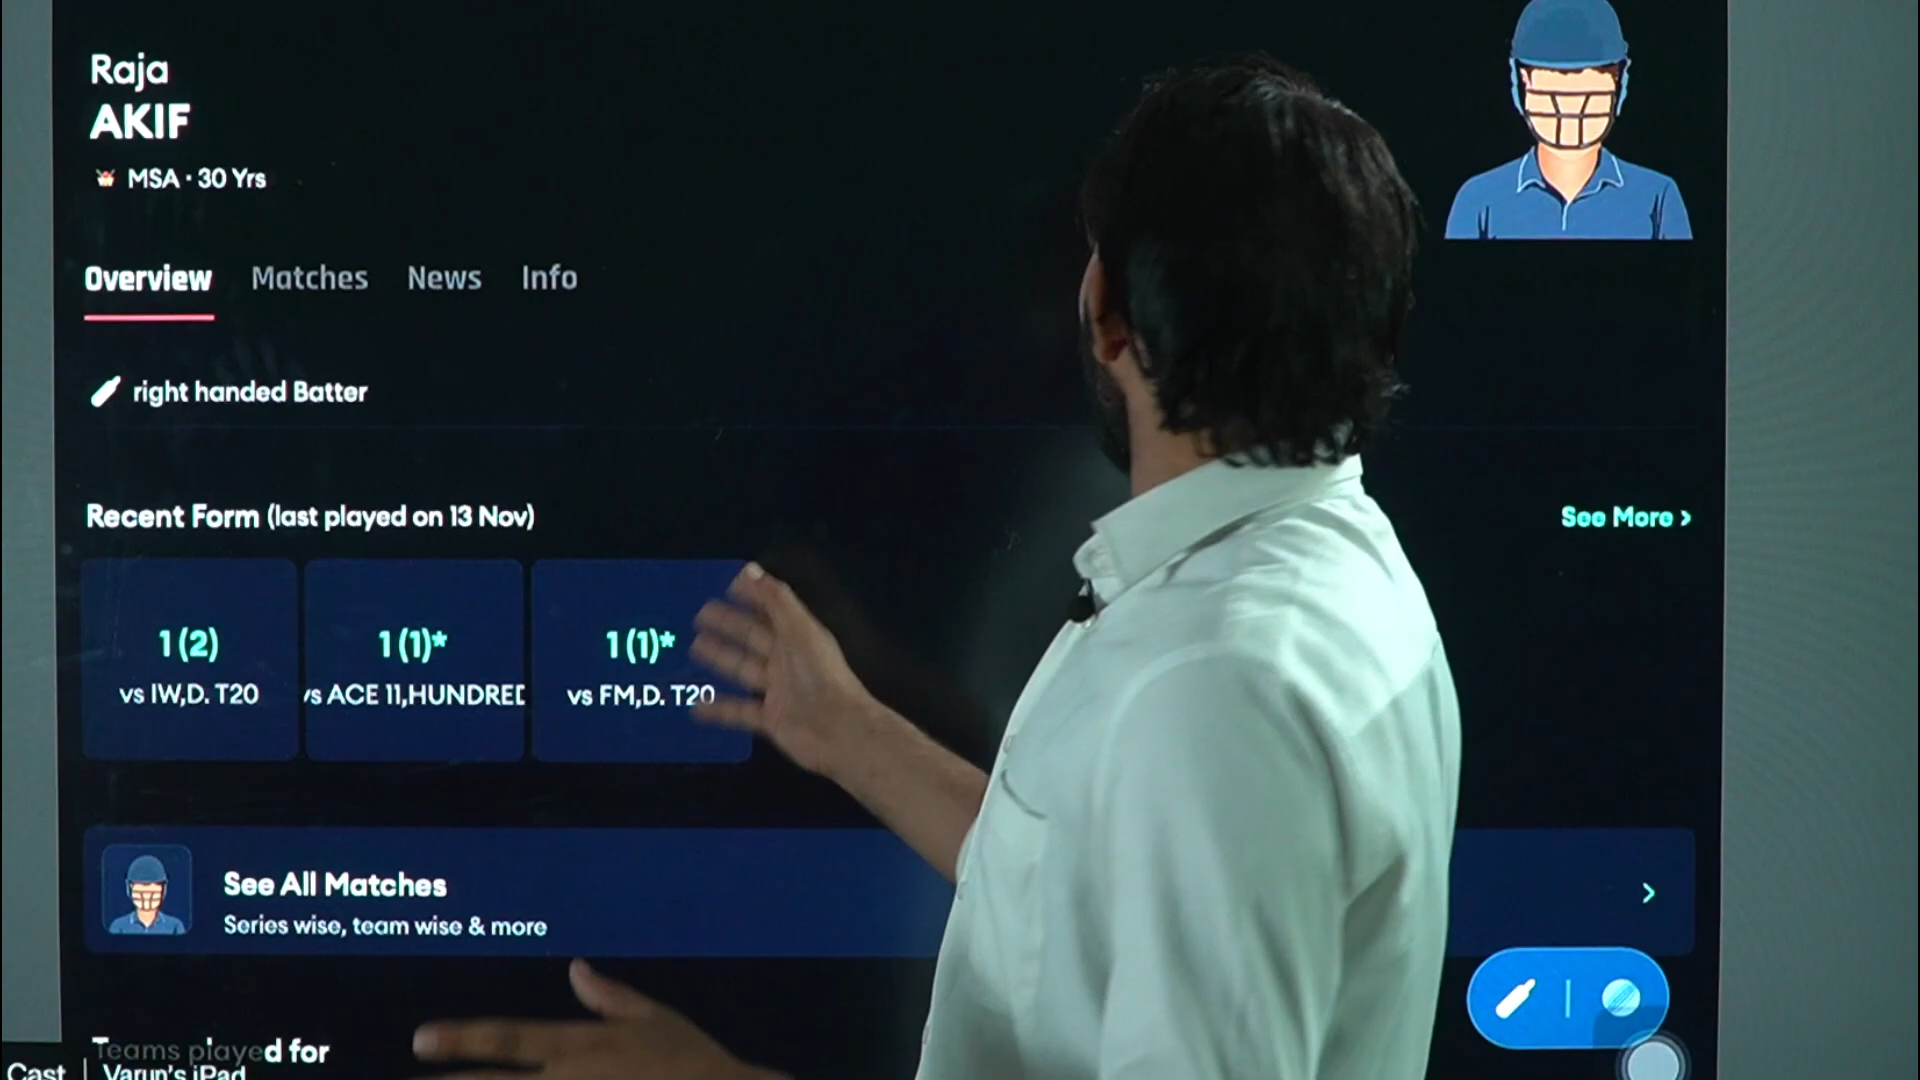 Raja
AKIF
MSA · 30 Yrs
Overview Matches News Info
right handed Batter
Recent Form (last played on 13 Nov)
See More >
1 (2)
vs IW,D. T20
1 (1)*
vs ACE 11,HUNDRED
1 (1)*
vs FM,D. T20
See All Matches
Series wise, team wise & more
Teams played for
Cast | Varun's iPad